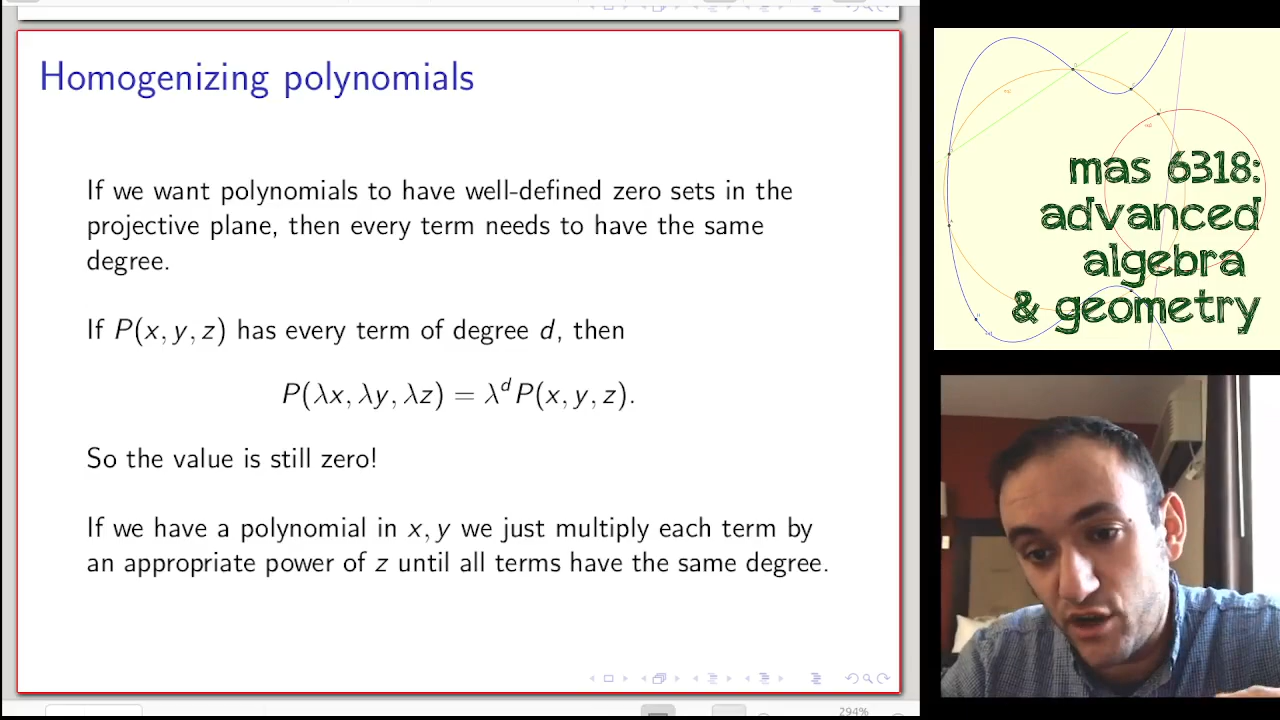 Homogenizing polynomials
If we want polynomials to have well-defined zero sets in the
projective plane, then every term needs to have the same
degree.
If P(x, y, z) has every term of degree d, then
P(λx, λy, λz) = λ^d P(x, y, z).
So the value is still zero!
If we have a polynomial in x, y we just multiply each term by
an appropriate power of z until all terms have the same degree.
294%
mas 6318:
advanced
algebra
& geometry